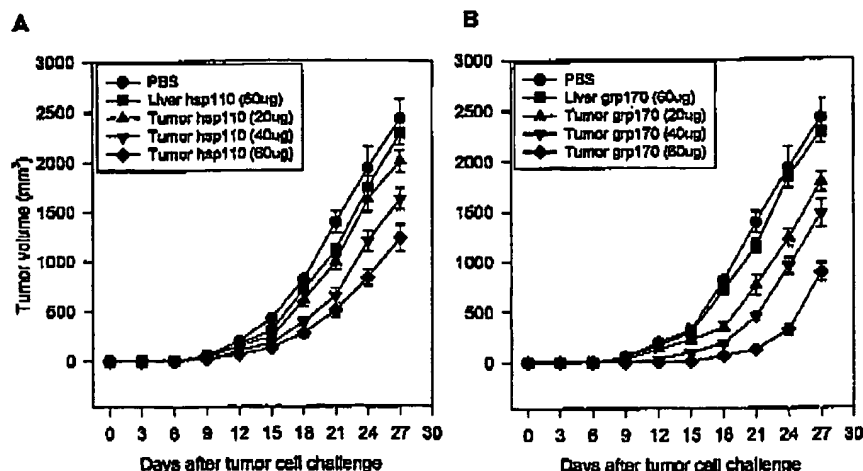 A
3000
2500
2000
1500
1000
500
0
Tumor volume (mm³)
PBS
Liver hsp110 (60ug)
Tumor hsp110 (20ug)
Tumor hsp110 (40ug)
Tumor hsp110 (60ug)
0 3 6 9 12 15 18 21 24 27 30
Days after tumor cell challenge
B
3000
2500
2000
1500
1000
500
0
PBS
Liver grp170 (60ug)
Tumor grp170 (20ug)
Tumor grp170 (40ug)
Tumor grp170 (60ug)
0 3 6 9 12 15 18 21 24 27 30
Days after tumor cell challenge